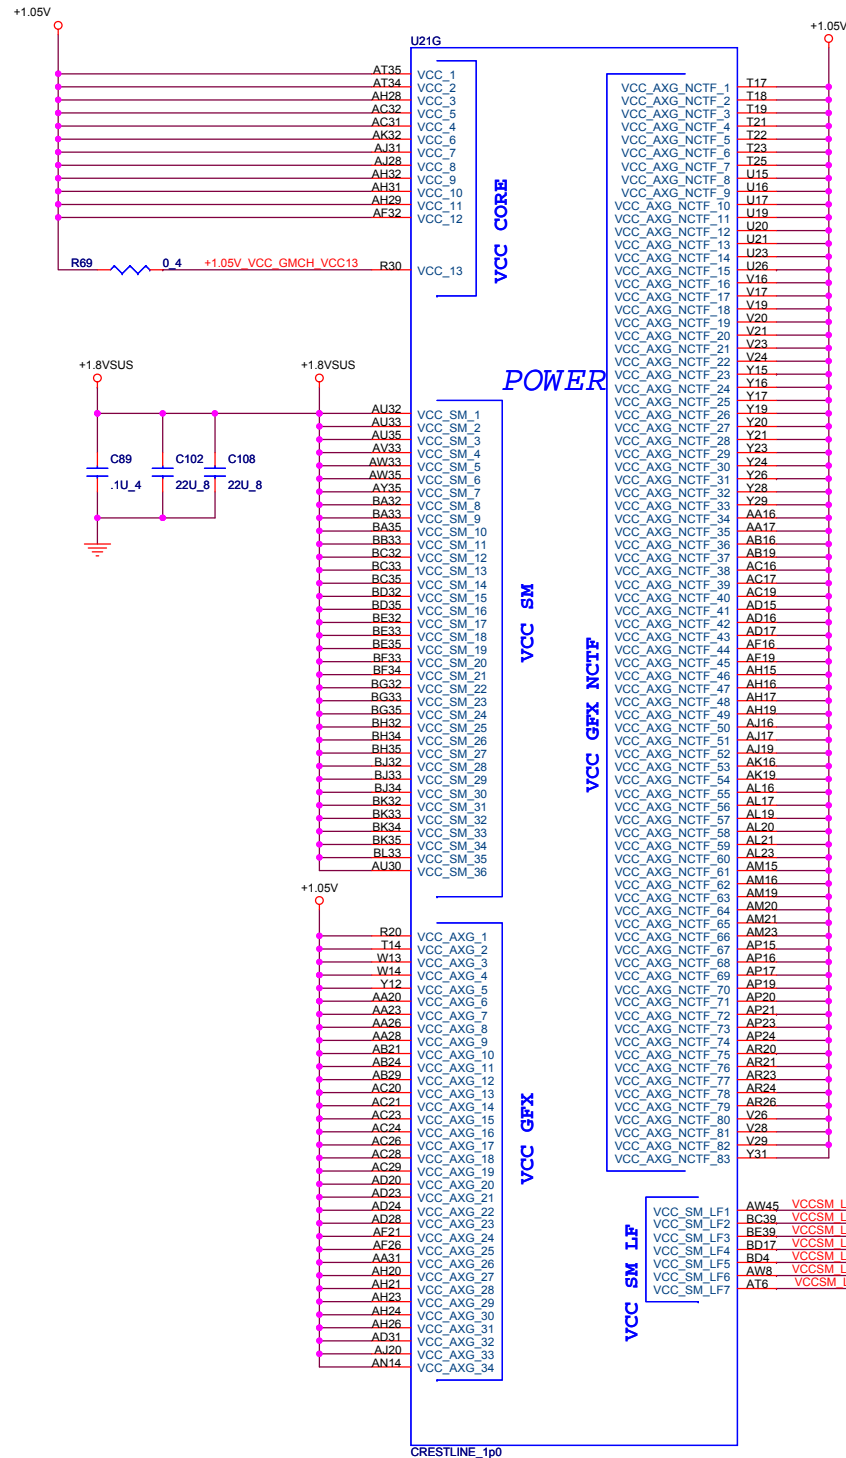 +1.05V
U21G
+1.05V
AT35 VCC_1
AT34 VCC_2
AH28 VCC_3
AC32 VCC_5
AC31 VCC_4
AK32 VCC_6
AJ31 VCC_7
AJ28 VCC_8
AH32 VCC_9
AH31 VCC_10
AH29 VCC_11
AF32 VCC_12
R69 0_4 +1.05V_VCC_GMCH_VCC13 R30 VCC_13
VCC CORE
POWER
+1.8VSUS
+1.8VSUS
C89
.1U_4
C102
22U_8
C108
22U_8
AU32 VCC_SM_1
AU33 VCC_SM_2
AU35 VCC_SM_3
AV33 VCC_SM_4
AW33 VCC_SM_5
AW35 VCC_SM_6
AY35 VCC_SM_7
BA32 VCC_SM_8
BA33 VCC_SM_9
BA35 VCC_SM_10
BB33 VCC_SM_11
BC32 VCC_SM_12
BC33 VCC_SM_13
BC35 VCC_SM_14
BD32 VCC_SM_15
BD35 VCC_SM_16
BE32 VCC_SM_17
BE33 VCC_SM_18
BE35 VCC_SM_19
BF33 VCC_SM_20
BF34 VCC_SM_21
BG32 VCC_SM_22
BG33 VCC_SM_23
BG35 VCC_SM_24
BH32 VCC_SM_25
BH34 VCC_SM_26
BH35 VCC_SM_27
BJ32 VCC_SM_28
BJ33 VCC_SM_29
BJ34 VCC_SM_30
BK32 VCC_SM_31
BK33 VCC_SM_32
BK34 VCC_SM_33
BK35 VCC_SM_34
BL33 VCC_SM_35
AU30 VCC_SM_36
VCC SM
+1.05V
R20 VCC_AXG_1
T14 VCC_AXG_2
W13 VCC_AXG_3
W14 VCC_AXG_4
Y12 VCC_AXG_5
AA20 VCC_AXG_6
AA23 VCC_AXG_7
AA26 VCC_AXG_8
AA28 VCC_AXG_9
AB21 VCC_AXG_10
AB24 VCC_AXG_11
AB29 VCC_AXG_12
AC20 VCC_AXG_13
AC21 VCC_AXG_14
AC23 VCC_AXG_15
AC24 VCC_AXG_16
AC26 VCC_AXG_17
AC28 VCC_AXG_18
AC29 VCC_AXG_19
AD20 VCC_AXG_20
AD23 VCC_AXG_21
AD24 VCC_AXG_22
AD28 VCC_AXG_23
AF21 VCC_AXG_24
AF26 VCC_AXG_25
AA31 VCC_AXG_26
AH20 VCC_AXG_27
AH21 VCC_AXG_28
AH23 VCC_AXG_29
AH24 VCC_AXG_30
AH26 VCC_AXG_31
AD31 VCC_AXG_32
AJ20 VCC_AXG_33
AN14 VCC_AXG_34
VCC GFX
VCC_AXG_NCTF_1 T17
VCC_AXG_NCTF_2 T18
VCC_AXG_NCTF_3 T19
VCC_AXG_NCTF_4 T21
VCC_AXG_NCTF_5 T22
VCC_AXG_NCTF_6 T23
VCC_AXG_NCTF_7 T25
VCC_AXG_NCTF_8 U15
VCC_AXG_NCTF_9 U16
VCC_AXG_NCTF_10 U17
VCC_AXG_NCTF_11 U19
VCC_AXG_NCTF_12 U20
VCC_AXG_NCTF_13 U21
VCC_AXG_NCTF_14 U23
VCC_AXG_NCTF_15 U26
VCC_AXG_NCTF_16 V16
VCC_AXG_NCTF_17 V17
VCC_AXG_NCTF_18 V19
VCC_AXG_NCTF_19 V20
VCC_AXG_NCTF_20 V21
VCC_AXG_NCTF_21 V23
VCC_AXG_NCTF_22 V24
VCC_AXG_NCTF_23 Y15
VCC_AXG_NCTF_24 Y16
VCC_AXG_NCTF_25 Y17
VCC_AXG_NCTF_26 Y19
VCC_AXG_NCTF_27 Y20
VCC_AXG_NCTF_28 Y21
VCC_AXG_NCTF_29 Y23
VCC_AXG_NCTF_30 Y24
VCC_AXG_NCTF_31 Y26
VCC_AXG_NCTF_32 Y28
VCC_AXG_NCTF_33 Y29
VCC_AXG_NCTF_34 AA16
VCC_AXG_NCTF_35 AA17
VCC_AXG_NCTF_36 AB16
VCC_AXG_NCTF_37 AB19
VCC_AXG_NCTF_38 AC16
VCC_AXG_NCTF_39 AC17
VCC_AXG_NCTF_40 AC19
VCC_AXG_NCTF_41 AD15
VCC_AXG_NCTF_42 AD16
VCC_AXG_NCTF_43 AD17
VCC_AXG_NCTF_44 AF16
VCC_AXG_NCTF_45 AF19
VCC_AXG_NCTF_46 AH15
VCC_AXG_NCTF_47 AH16
VCC_AXG_NCTF_48 AH17
VCC_AXG_NCTF_49 AH19
VCC_AXG_NCTF_50 AJ16
VCC_AXG_NCTF_51 AJ17
VCC_AXG_NCTF_52 AJ19
VCC_AXG_NCTF_53 AK16
VCC_AXG_NCTF_54 AK19
VCC_AXG_NCTF_55 AL16
VCC_AXG_NCTF_56 AL17
VCC_AXG_NCTF_57 AL19
VCC_AXG_NCTF_58 AL20
VCC_AXG_NCTF_59 AL21
VCC_AXG_NCTF_60 AL23
VCC_AXG_NCTF_61 AM15
VCC_AXG_NCTF_62 AM16
VCC_AXG_NCTF_63 AM19
VCC_AXG_NCTF_64 AM20
VCC_AXG_NCTF_65 AM21
VCC_AXG_NCTF_66 AM23
VCC_AXG_NCTF_67 AP15
VCC_AXG_NCTF_68 AP16
VCC_AXG_NCTF_69 AP17
VCC_AXG_NCTF_70 AP19
VCC_AXG_NCTF_71 AP20
VCC_AXG_NCTF_72 AP21
VCC_AXG_NCTF_73 AP23
VCC_AXG_NCTF_74 AP24
VCC_AXG_NCTF_75 AR20
VCC_AXG_NCTF_76 AR21
VCC_AXG_NCTF_77 AR23
VCC_AXG_NCTF_78 AR24
VCC_AXG_NCTF_79 AR26
VCC_AXG_NCTF_80 V26
VCC_AXG_NCTF_81 V28
VCC_AXG_NCTF_82 V29
VCC_AXG_NCTF_83 Y31
VCC GFX NCTF
VCC_SM_LF1 AW45 VCCSM_L
VCC_SM_LF2 BC39 VCCSM_L
VCC_SM_LF3 BE39 VCCSM_L
VCC_SM_LF4 BD17 VCCSM_L
VCC_SM_LF5 BD4 VCCSM_L
VCC_SM_LF6 AW8 VCCSM_L
VCC_SM_LF7 AT6 VCCSM_L
VCC SM LF
CRESTLINE_1p0